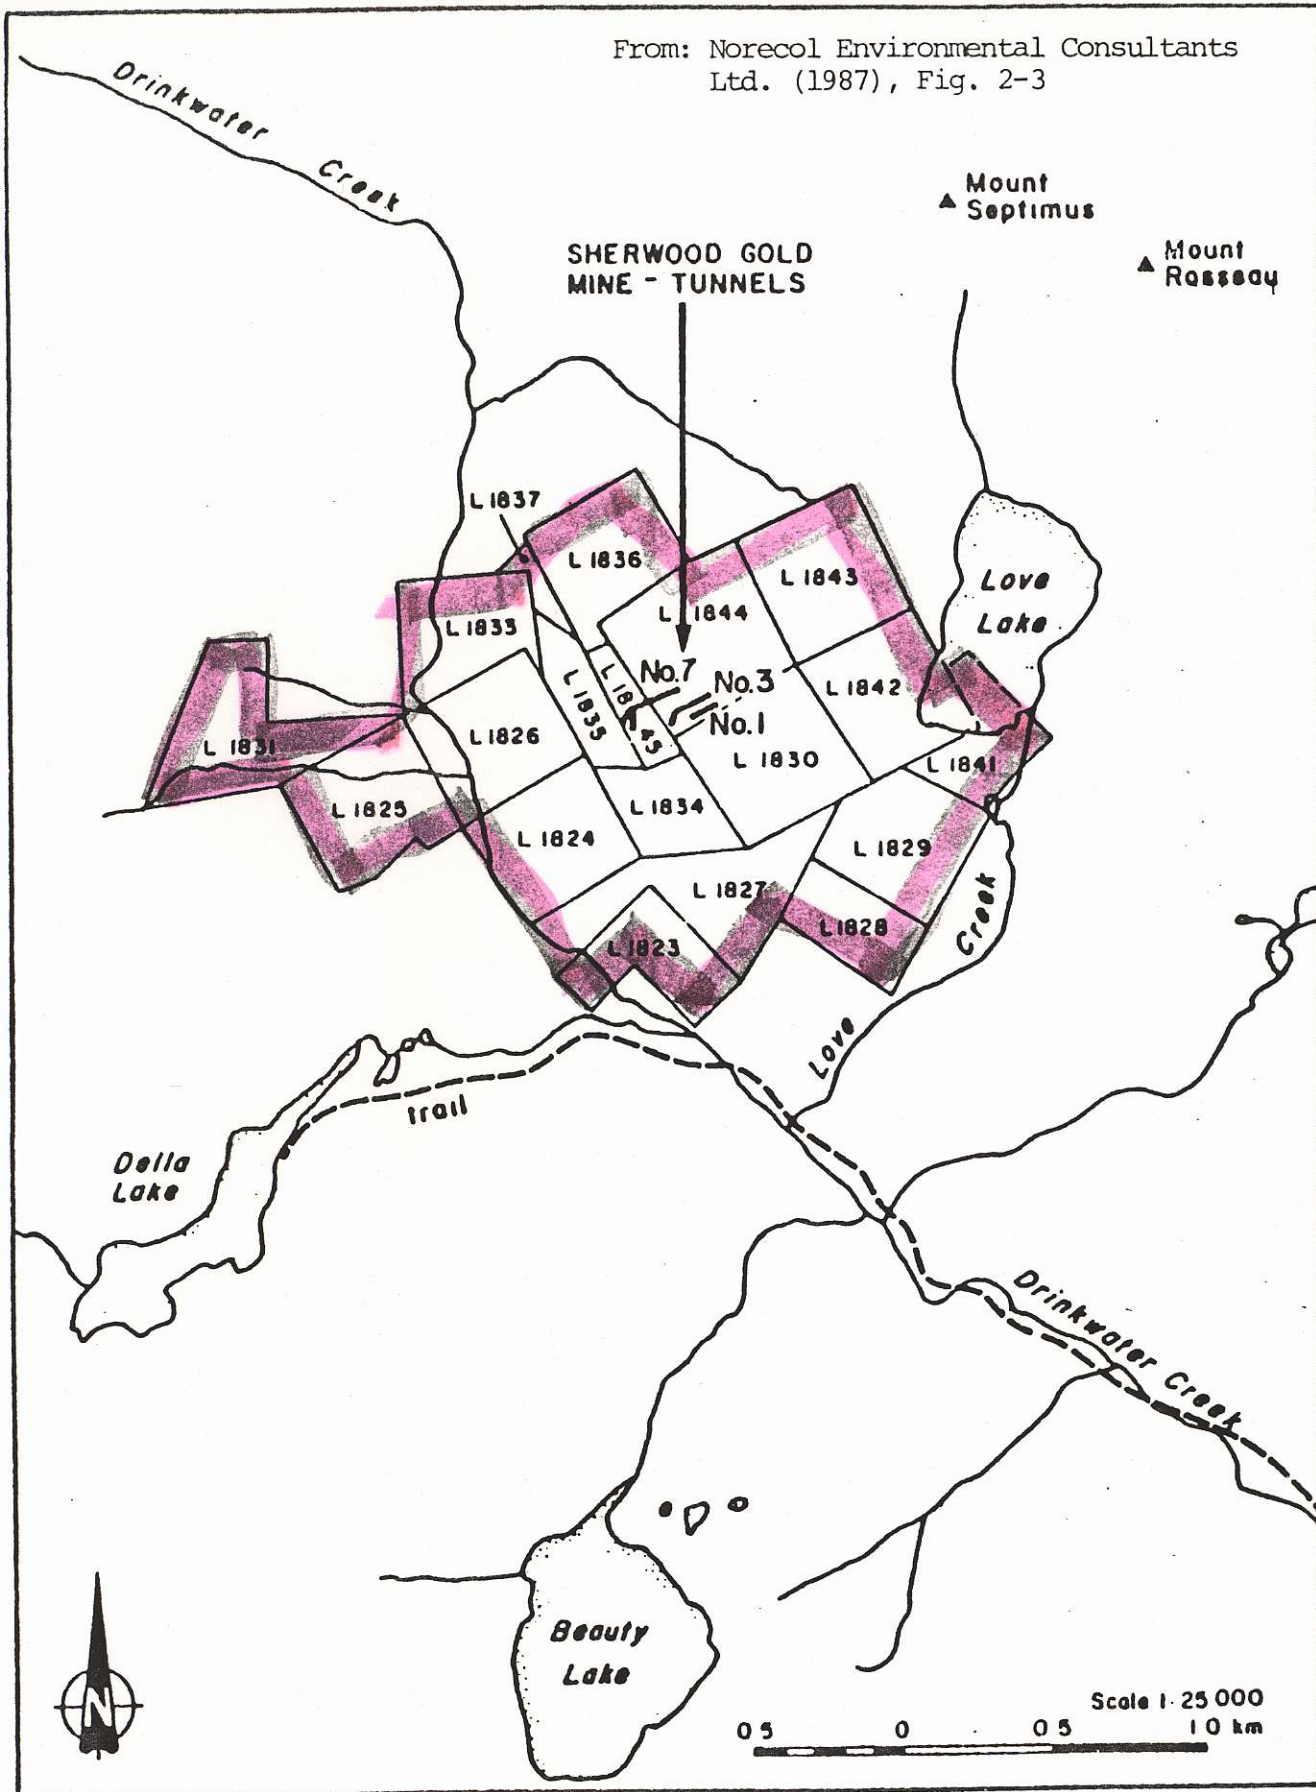 From: Norecol Environmental Consultants
Ltd. (1987), Fig. 2-3
Drinkwater
Creek
Mount
Septimus
Mount
Rosseau
SHERWOOD GOLD
MINE - TUNNELS
L 1837
L 1836
L 1843
L 1844
Love
Lake
L 1833
No.7
No.3
No.1
L 1842
L 1835
L 1845
L 1831
L 1826
L 1830
L 1841
L 1825
L 1824
L 1834
L 1829
L 1827
L 1828
L 1823
Love
Creek
trail
Della
Lake
Drinkwater Creek
Beauty
Lake
N
Scale 1:25 000
0 5
0
0 5
1 0 km